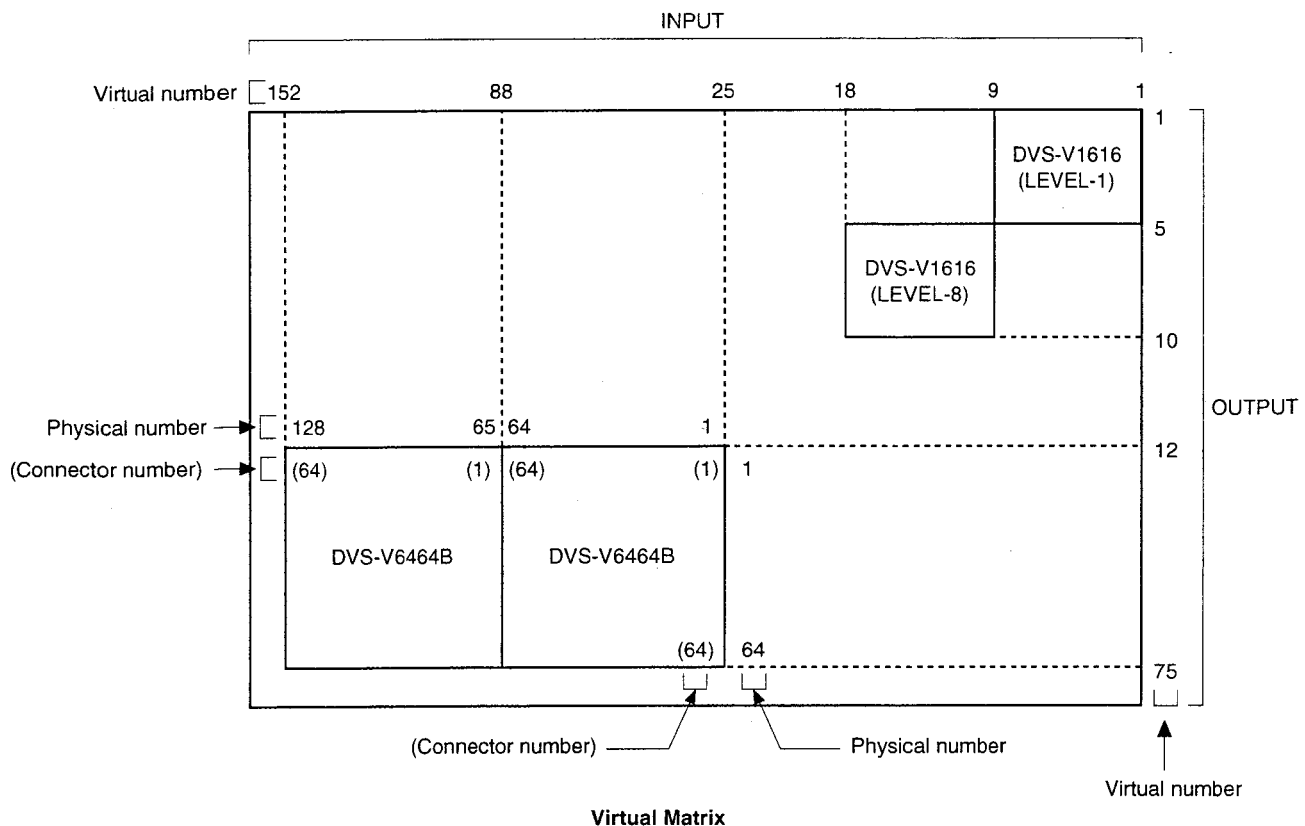 INPUT
Virtual number 152 88 25 18 9 1
1
DVS-V1616
(LEVEL-1)
5
DVS-V1616
(LEVEL-8)
10
OUTPUT
Physical number 128 65 64 1
12
(Connector number) (64) (1) (64) (1) 1
DVS-V6464B DVS-V6464B
(64) 64
75
(Connector number) Physical number
Virtual number
Virtual Matrix